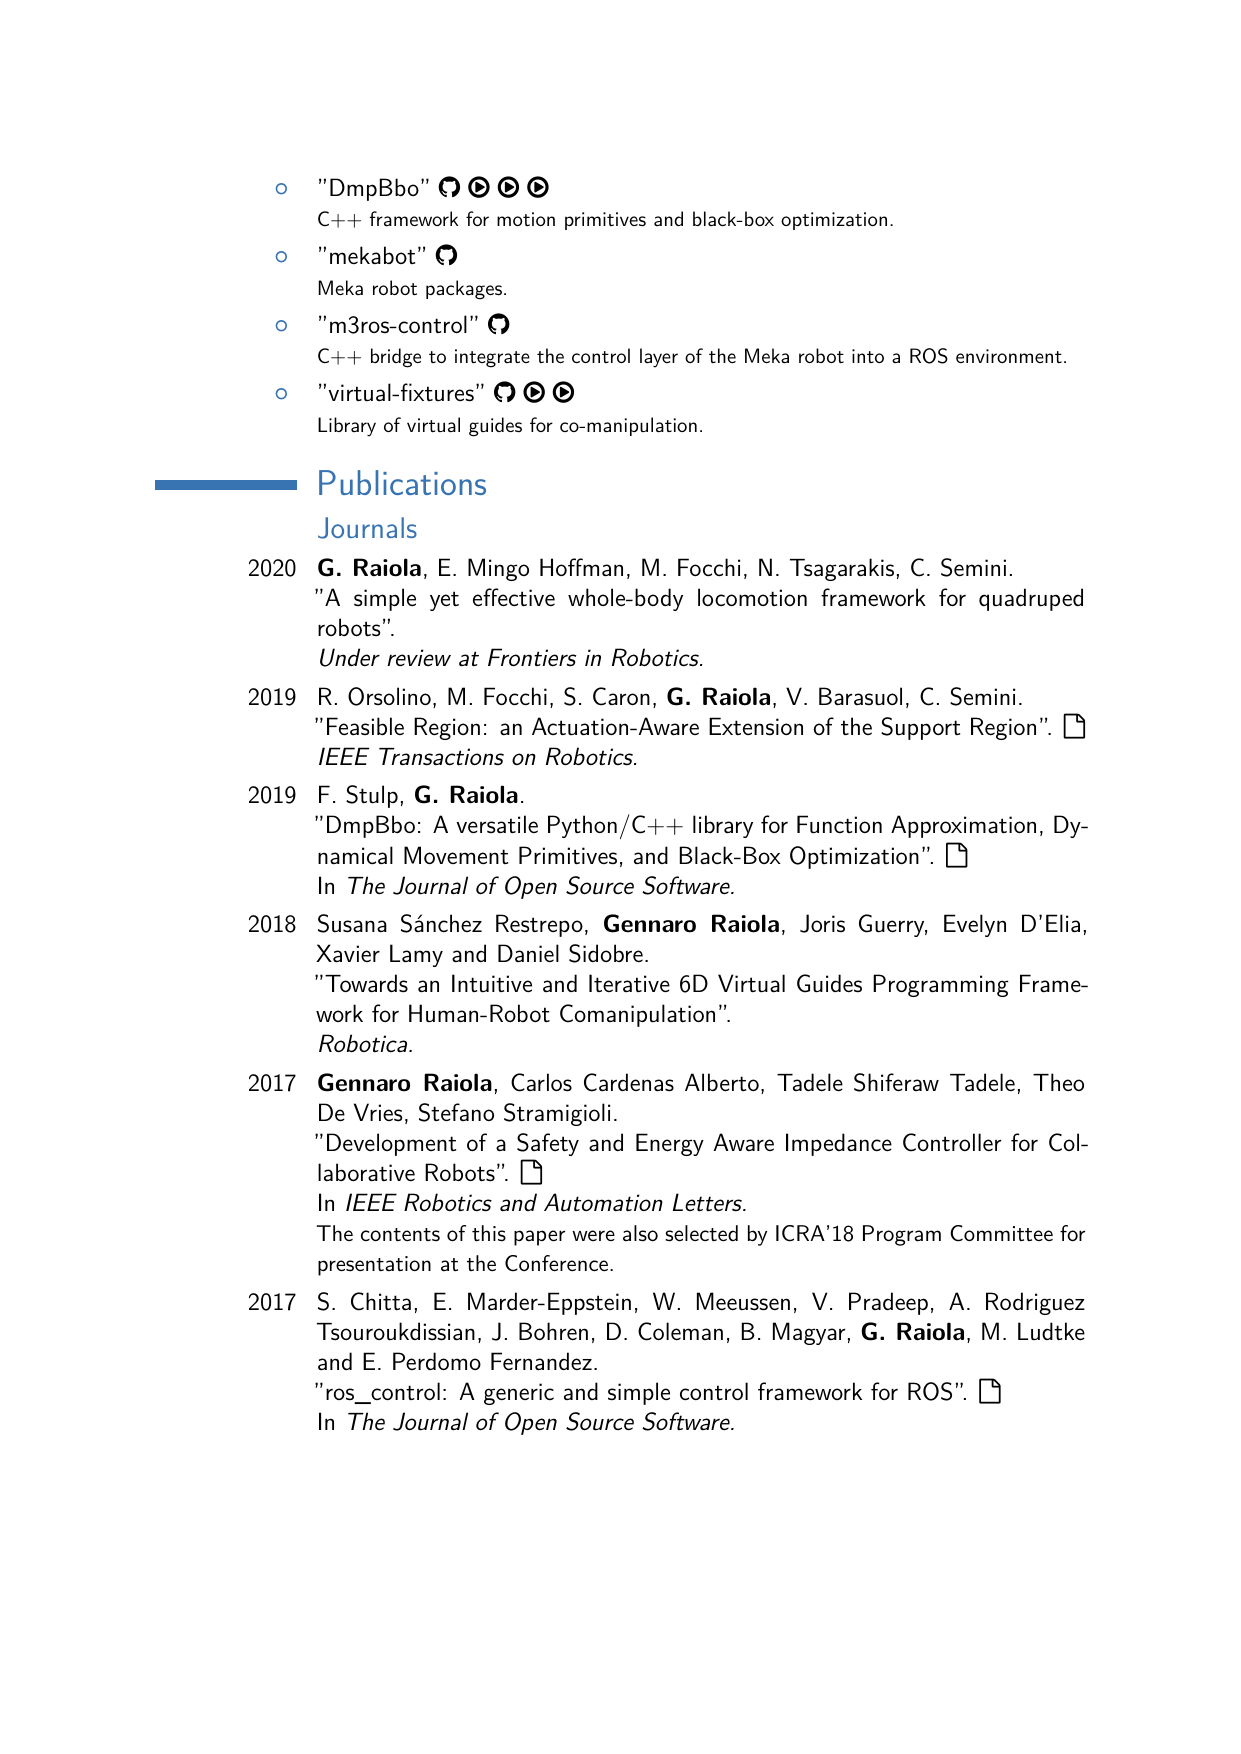 ”DmpBbo”
C++ framework for motion primitives and black-box optimization.
”mekabot”
Meka robot packages.
”m3ros-control”
C++ bridge to integrate the control layer of the Meka robot into a ROS environment.
”virtual-fixtures”
Library of virtual guides for co-manipulation.
Publications
Journals
2020 G. Raiola, E. Mingo Hoffman, M. Focchi, N. Tsagarakis, C. Semini.
”A simple yet effective whole-body locomotion framework for quadruped
robots”.
Under review at Frontiers in Robotics.
2019 R. Orsolino, M. Focchi, S. Caron, G. Raiola, V. Barasuol, C. Semini.
”Feasible Region: an Actuation-Aware Extension of the Support Region”.
IEEE Transactions on Robotics.
2019 F. Stulp, G. Raiola.
”DmpBbo: A versatile Python/C++ library for Function Approximation, Dy-
namical Movement Primitives, and Black-Box Optimization”.
In The Journal of Open Source Software.
2018 Susana Sánchez Restrepo, Gennaro Raiola, Joris Guerry, Evelyn D’Elia,
Xavier Lamy and Daniel Sidobre.
”Towards an Intuitive and Iterative 6D Virtual Guides Programming Frame-
work for Human-Robot Comanipulation”.
Robotica.
2017 Gennaro Raiola, Carlos Cardenas Alberto, Tadele Shiferaw Tadele, Theo
De Vries, Stefano Stramigioli.
”Development of a Safety and Energy Aware Impedance Controller for Col-
laborative Robots”.
In IEEE Robotics and Automation Letters.
The contents of this paper were also selected by ICRA’18 Program Committee for
presentation at the Conference.
2017 S. Chitta, E. Marder-Eppstein, W. Meeussen, V. Pradeep, A. Rodriguez
Tsouroukdissian, J. Bohren, D. Coleman, B. Magyar, G. Raiola, M. Ludtke
and E. Perdomo Fernandez.
”ros_control: A generic and simple control framework for ROS”.
In The Journal of Open Source Software.